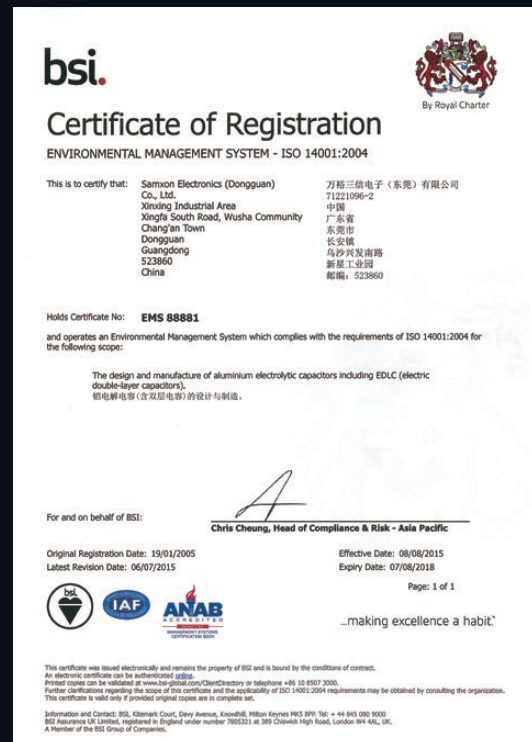 bsi.
By Royal Charter
Certificate of Registration
ENVIRONMENTAL MANAGEMENT SYSTEM - ISO 14001:2004
This is to certify that:
Samxon Electronics (Dongguan)
Co., Ltd.
Xinxing Industrial Area
Xingfa South Road, Wusha Community
Chang'an Town
Dongguan
Guangdong
523860
China
万裕三信电子（东莞）有限公司
71221096-2
中国
广东省
东莞市
长安镇
乌沙兴发南路
新星工业园
邮编：523860
Holds Certificate No: EMS 88881
and operates an Environmental Management System which complies with the requirements of ISO 14001:2004 for
the following scope:
The design and manufacture of aluminium electrolytic capacitors including EDLC (electric
double-layer capacitors).
铝电解电容(含双层电容)的设计与制造。
For and on behalf of BSI:
Chris Cheung, Head of Compliance & Risk - Asia Pacific
Original Registration Date: 19/01/2005
Effective Date: 08/08/2015
Latest Revision Date: 06/07/2015
Expiry Date: 07/08/2018
Page: 1 of 1
bsi.
IAF
ANAB
ACCREDITED
MANAGEMENT SYSTEMS
CERTIFICATION BODY
...making excellence a habit.™
This certificate was issued electronically and remains the property of BSI and is bound by the conditions of contract.
An electronic certificate can be authenticated online.
Printed copies can be validated at www.bsi-global.com/ClientDirectory or telephone +86 10 8507 3000.
Further clarifications regarding the scope of this certificate and the applicability of ISO 14001:2004 requirements may be obtained by consulting the organization.
This certificate is valid only if provided original copies are in complete set.
Information and Contact: BSI, Kitemark Court, Davy Avenue, Knowlhill, Milton Keynes MK5 8PP. Tel: + 44 845 080 9000
BSI Assurance UK Limited, registered in England under number 7805321 at 389 Chiswick High Road, London W4 4AL, UK.
A Member of the BSI Group of Companies.